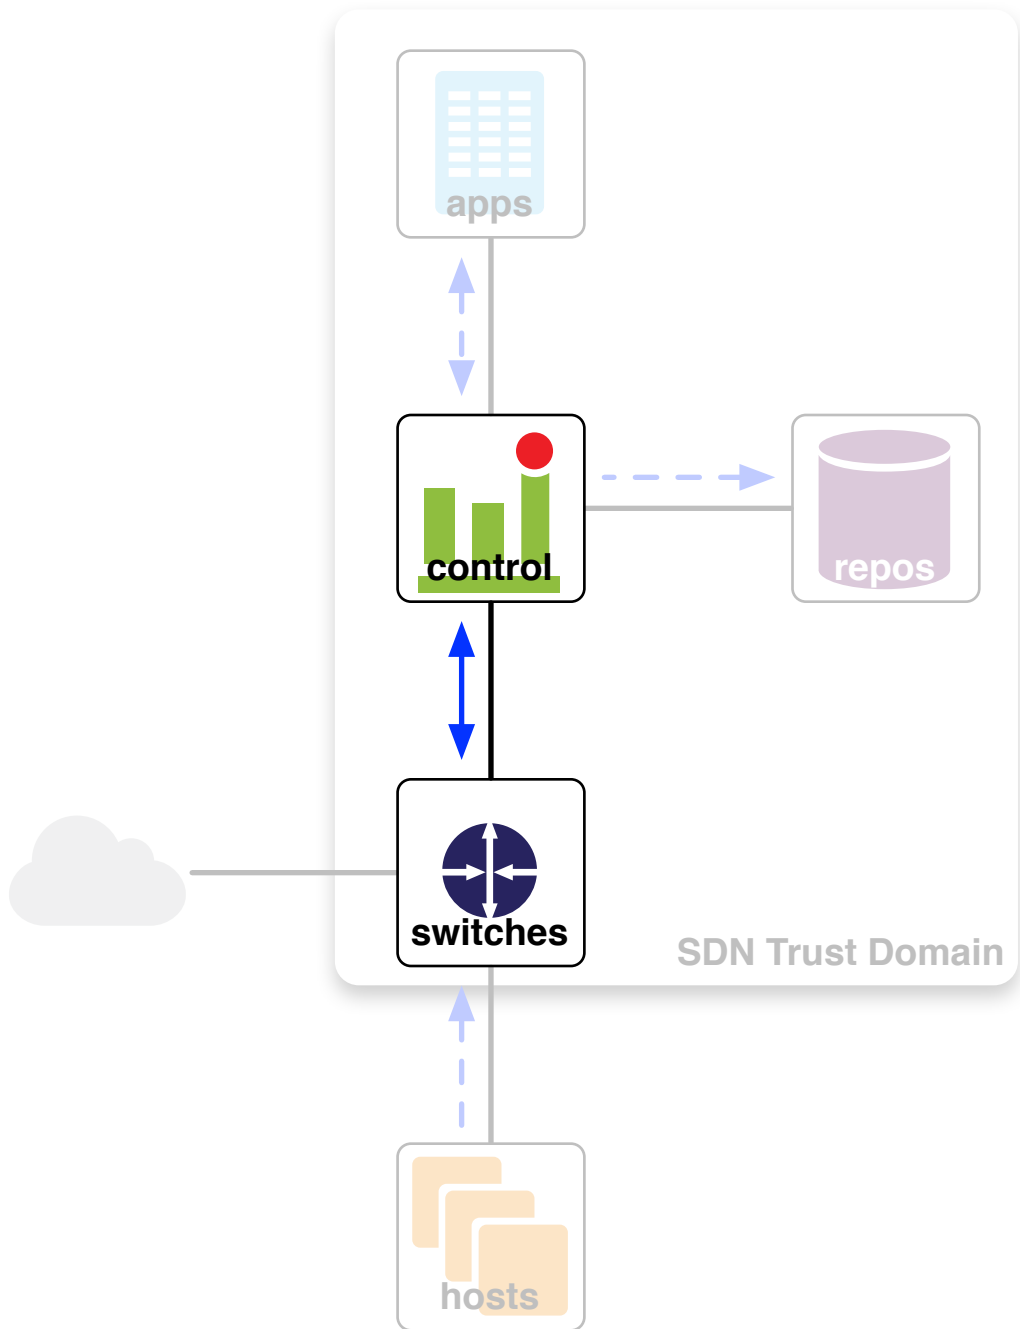 apps
control
repos
switches
SDN Trust Domain
hosts